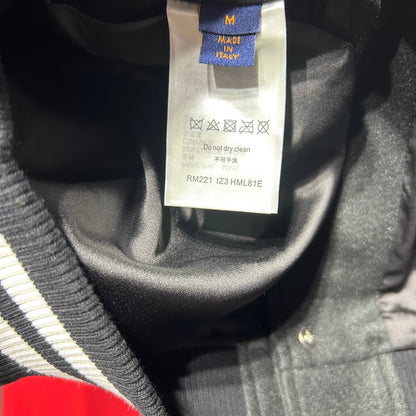 M
MADE
IN
ITALY
Do not dry clean
不可干洗
RM221 IZ3 HML81E